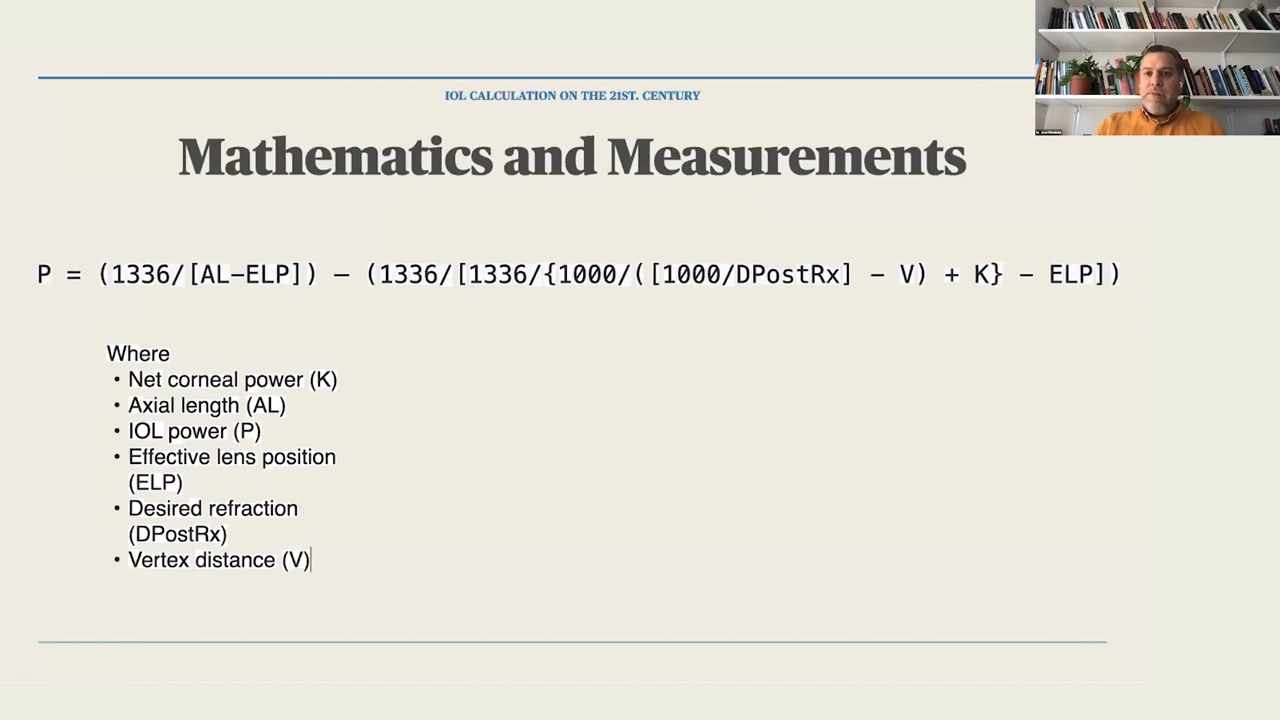 IOL CALCULATION ON THE 21ST. CENTURY
Mathematics and Measurements
P = (1336/[AL–ELP]) – (1336/[1336/{1000/([1000/DPostRx] – V) + K} – ELP])
Where
• Net corneal power (K)
• Axial length (AL)
• IOL power (P)
• Effective lens position
(ELP)
• Desired refraction
(DPostRx)
• Vertex distance (V)